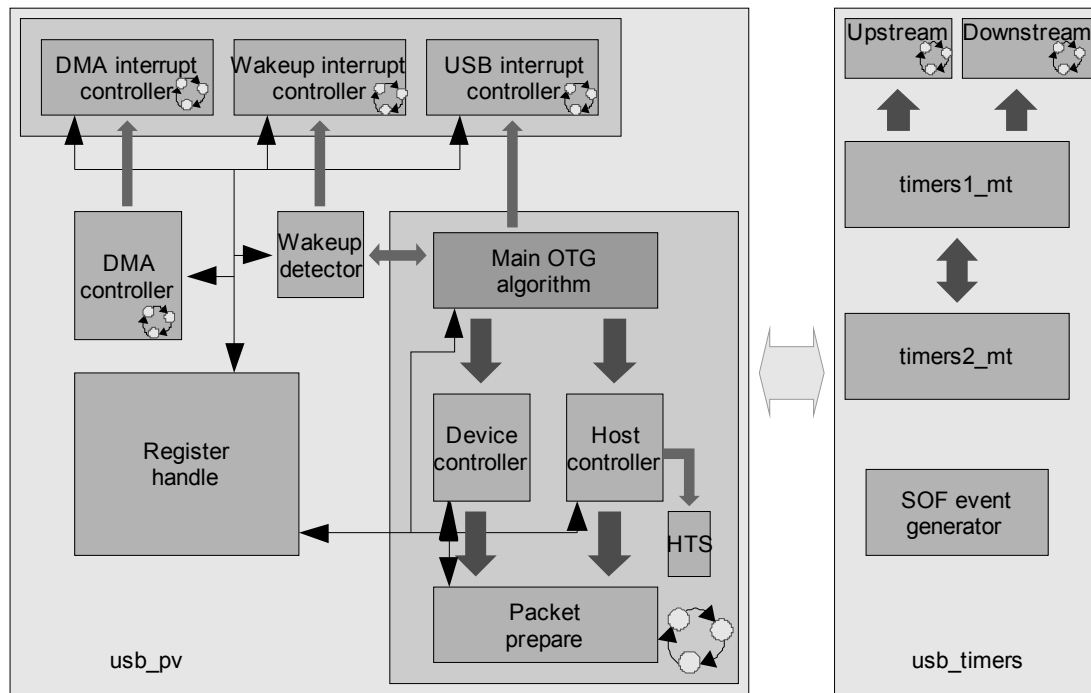 DMA interrupt
controller
Wakeup interrupt
controller
USB interrupt
controller
Upstream
Downstream
timers1_mt
DMA
controller
Wakeup
detector
Main OTG
algorithm
timers2_mt
Register
handle
Device
controller
Host
controller
HTS
SOF event
generator
Packet
prepare
usb_pv
usb_timers